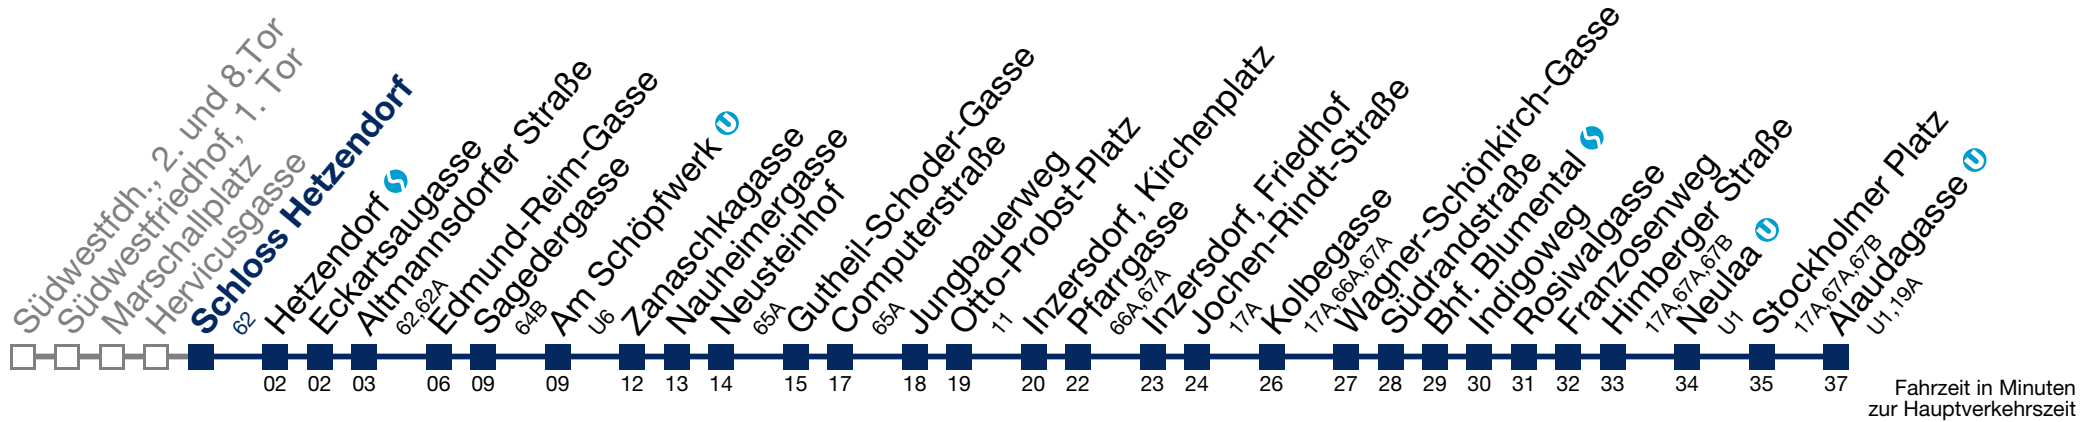 Südwestfdh., 2. und 8.Tor
Südwestfriedhof, 1. Tor
Marschallplatz
Hervicusgasse
Schloss Hetzendorf
62
Hetzendorf
Eckartsaugasse
Altmannsdorfer Straße
62,62A
Edmund-Reim-Gasse
Sagedergasse
64B
Am Schöpfwerk
U6
Zanaschkagasse
Nauheimergasse
Neusteinhof
65A
Gutheil-Schoder-Gasse
Computerstraße
65A
Jungbauerweg
Otto-Probst-Platz
11
Inzersdorf, Kirchenplatz
Pfarrgasse
66A,67A
Inzersdorf, Friedhof
Jochen-Rindt-Straße
17A
Kolbegasse
17A,66A,67A
Wagner-Schönkirch-Gasse
Südrandstraße
Bhf. Blumental
Indigoweg
Rosiwalgasse
Franzosenweg
Himberger Straße
17A,67A,67B
Neulaa
U1
Stockholmer Platz
17A,67A,67B
Alaudagasse
U1,19A
02 02 03 06 09 09 12 13 14 15 17 18 19 20 22 23 24 26 27 28 29 30 31 32 33 34 35 37
Fahrzeit in Minuten
zur Hauptverkehrszeit